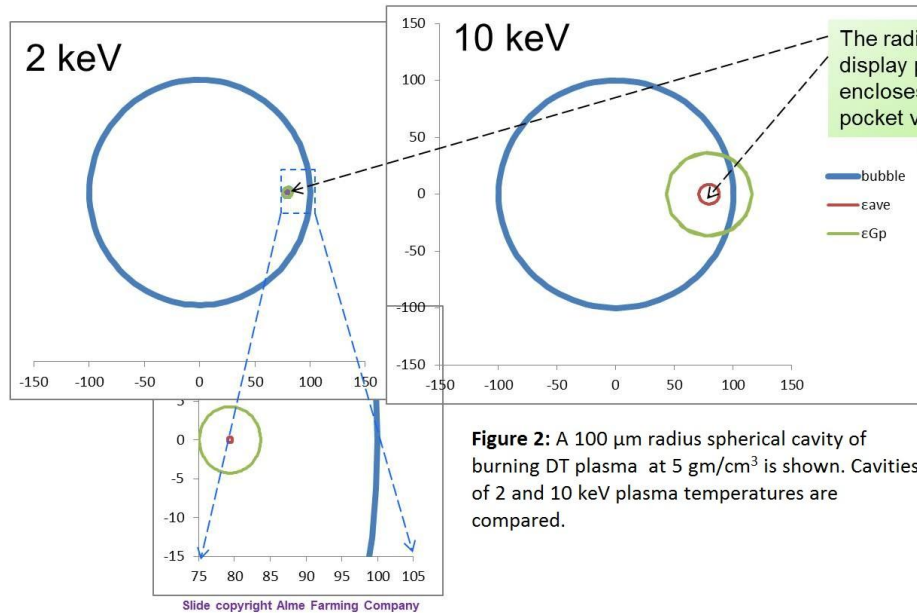 2 keV
-150 -100 -50 0 50 100 150
10 keV
150
100
50
0
-50
-100
-150
-150 -100 -50 0 50 100 150
The radi
display p
encloses
pocket v
bubble
εave
εGp
5
0
-5
-10
-15
75 80 85 90 95 100 105
Figure 2: A 100 μm radius spherical cavity of
burning DT plasma at 5 gm/cm³ is shown. Cavities
of 2 and 10 keV plasma temperatures are
compared.
Slide copyright Alme Farming Company